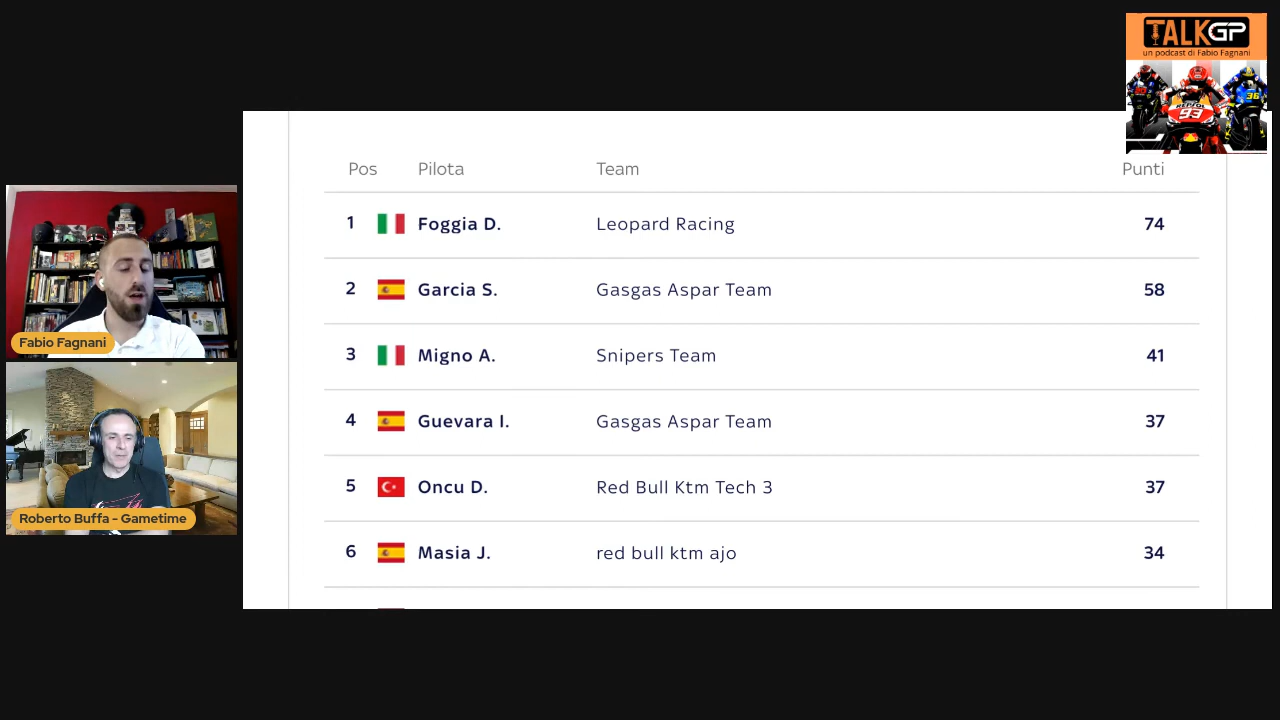 TALKGP
un podcast di Fabio Fagnani
93
36
Pos Pilota Team Punti
1 Foggia D. Leopard Racing 74
2 Garcia S. Gasgas Aspar Team 58
3 Migno A. Snipers Team 41
4 Guevara I. Gasgas Aspar Team 37
5 Oncu D. Red Bull Ktm Tech 3 37
6 Masia J. red bull ktm ajo 34
Fabio Fagnani
Roberto Buffa - Gametime